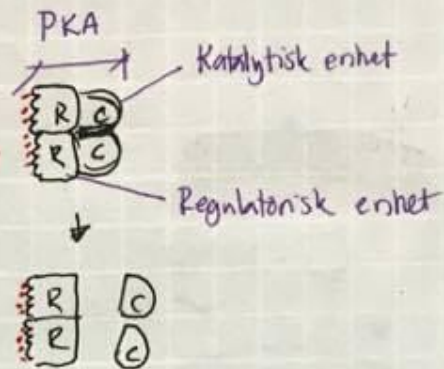 PKA
Katalytisk enhet
R C
R C
Regulatorisk enhet
R C
R C